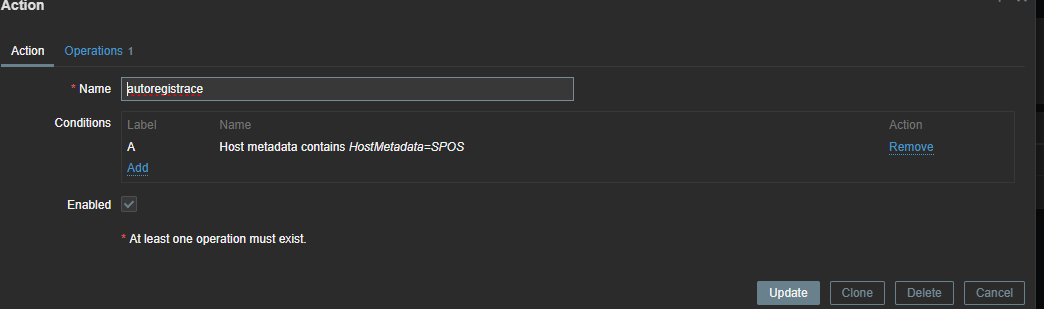 Action
Action Operations 1
* Name autoregistrace
Conditions Label Name Action
A Host metadata contains HostMetadata=SPOS Remove
Add
Enabled
* At least one operation must exist.
Update Clone Delete Cancel